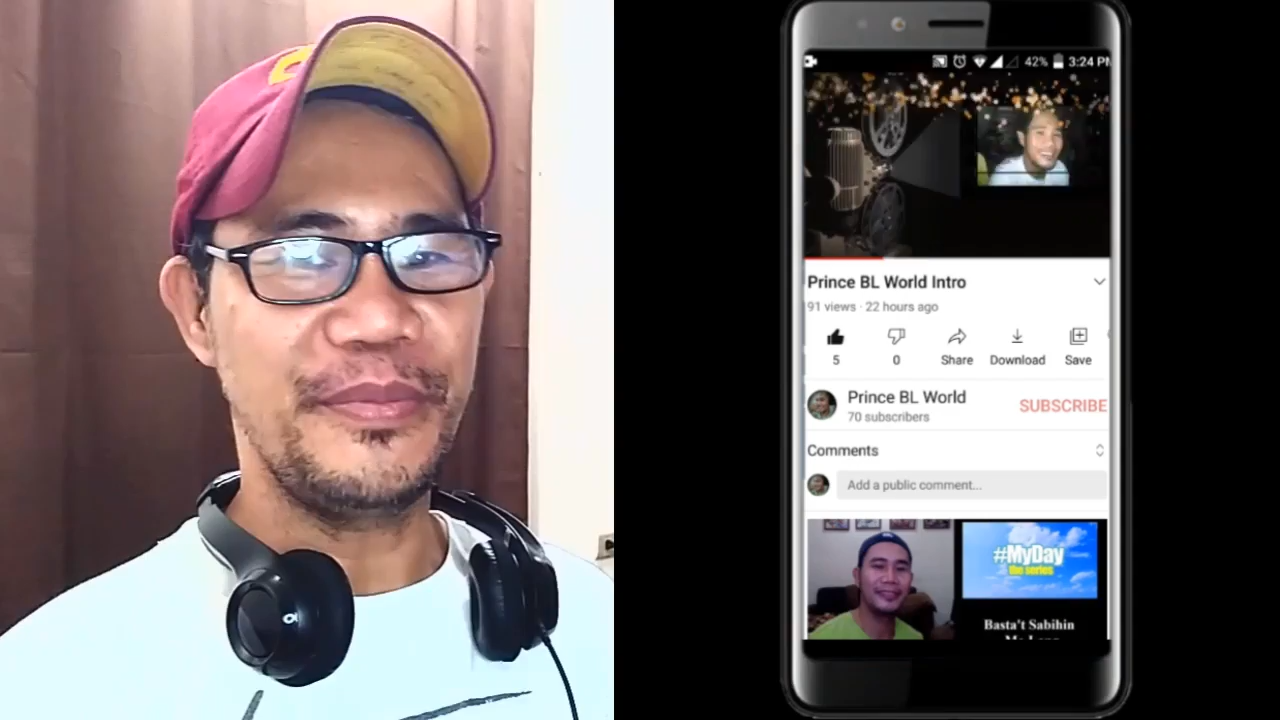 42% 3:24 PM
Prince BL World Intro
91 views · 22 hours ago
5
0
Share
Download
Save
Prince BL World
70 subscribers
SUBSCRIBE
Comments
Add a public comment...
#MyDay
the series
Basta't Sabihin